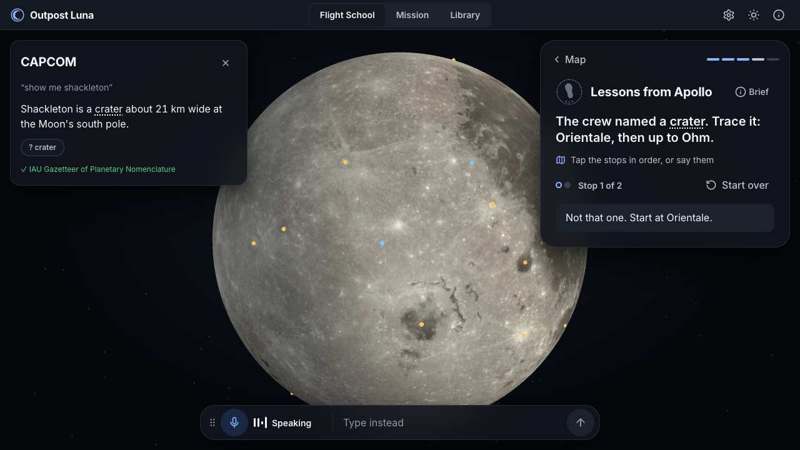 Outpost Luna
Flight School
Mission
Library
CAPCOM
“show me shackleton”
Shackleton is a crater about 21 km wide at
the Moon's south pole.
? crater
✓ IAU Gazetteer of Planetary Nomenclature
Map
Lessons from Apollo
Brief
The crew named a crater. Trace it:
Orientale, then up to Ohm.
Tap the stops in order, or say them
Stop 1 of 2
Start over
Not that one. Start at Orientale.
Speaking
Type instead